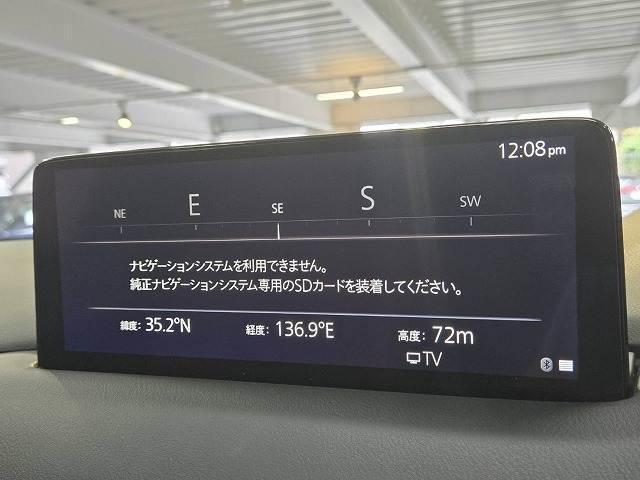 12:08pm
NE E SE S SW
ナビゲーションシステムを利用できません。
純正ナビゲーションシステム専用のSDカードを装着してください。
緯度: 35.2°N 経度: 136.9°E 高度: 72m
TV